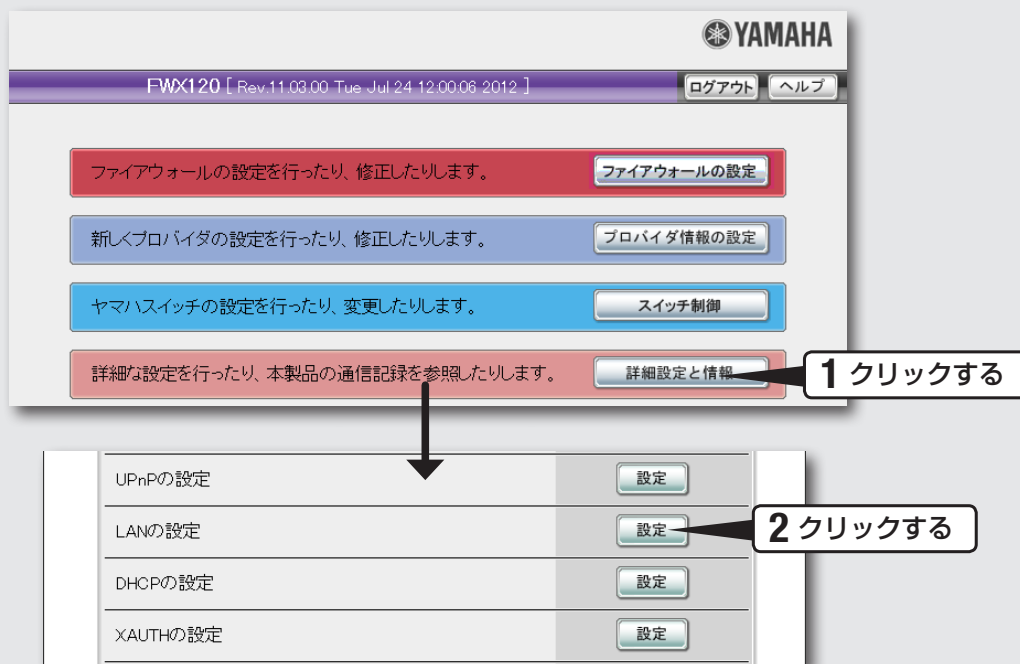 YAMAHA
FWX120 [ Rev.11.03.00 Tue Jul 24 12:00:06 2012 ]
ログアウト ヘルプ
ファイアウォールの設定を行ったり、修正したりします。 ファイアウォールの設定
新しくプロバイダの設定を行ったり、修正したりします。 プロバイダ情報の設定
ヤマハスイッチの設定を行ったり、変更したりします。 スイッチ制御
詳細な設定を行ったり、本製品の通信記録を参照したりします。 詳細設定と情報
1 クリックする
UPnPの設定 設定
LANの設定 設定
2 クリックする
DHCPの設定 設定
XAUTHの設定 設定